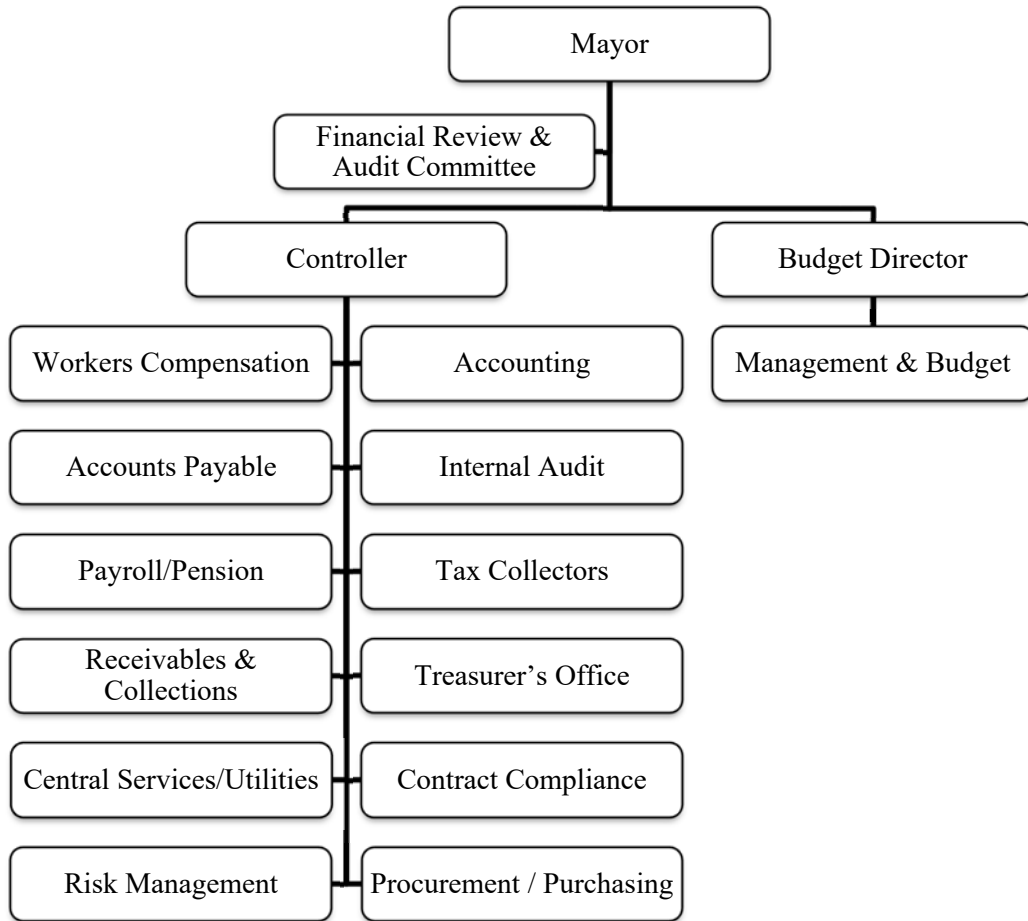 Mayor
Financial Review &
Audit Committee
Controller
Budget Director
Workers Compensation
Accounting
Management & Budget
Accounts Payable
Internal Audit
Payroll/Pension
Tax Collectors
Receivables &
Collections
Treasurer’s Office
Central Services/Utilities
Contract Compliance
Risk Management
Procurement / Purchasing